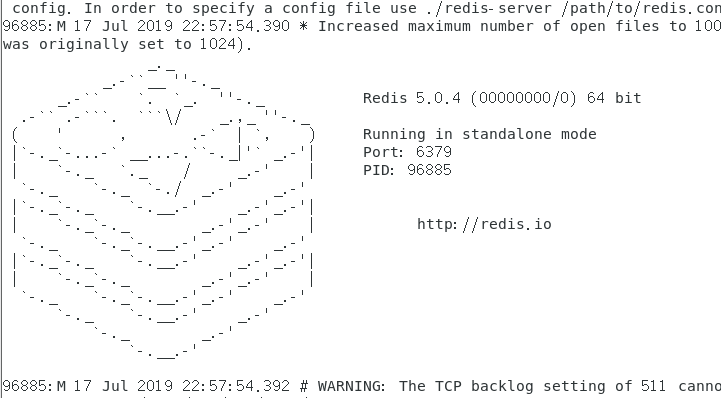 config. In order to specify a config file use ./redis-server /path/to/redis.con
96885:M 17 Jul 2019 22:57:54.390 * Increased maximum number of open files to 100
was originally set to 1024).
Redis 5.0.4 (00000000/0) 64 bit
Running in standalone mode
Port: 6379
PID: 96885
http://redis.io
96885:M 17 Jul 2019 22:57:54.392 # WARNING: The TCP backlog setting of 511 canno